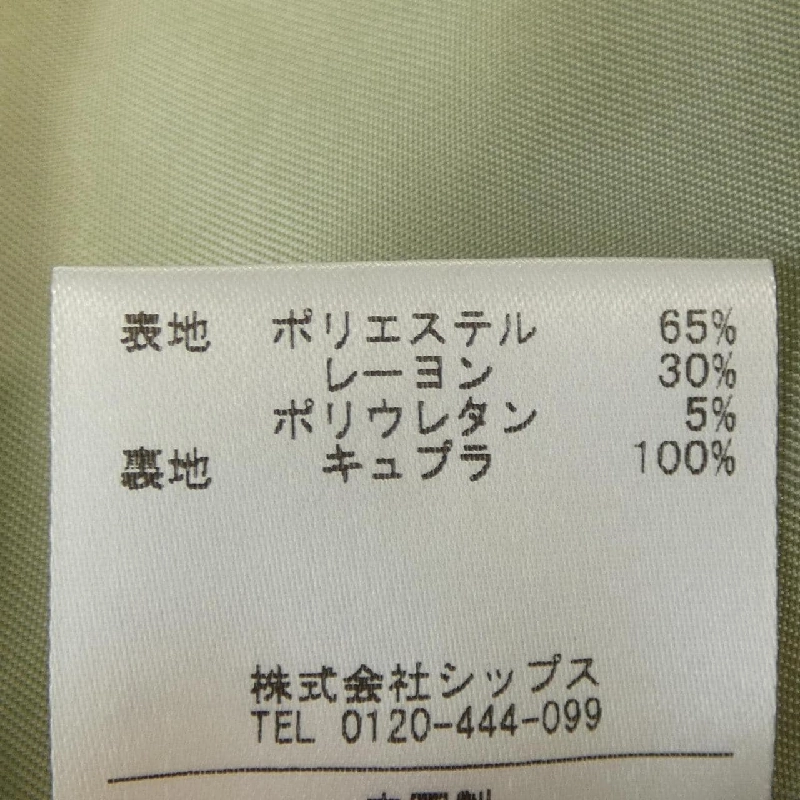 表地 ポリエステル 65%
レーヨン 30%
ポリウレタン 5%
裏地 キュプラ 100%
株式会社シップス
TEL 0120-444-099